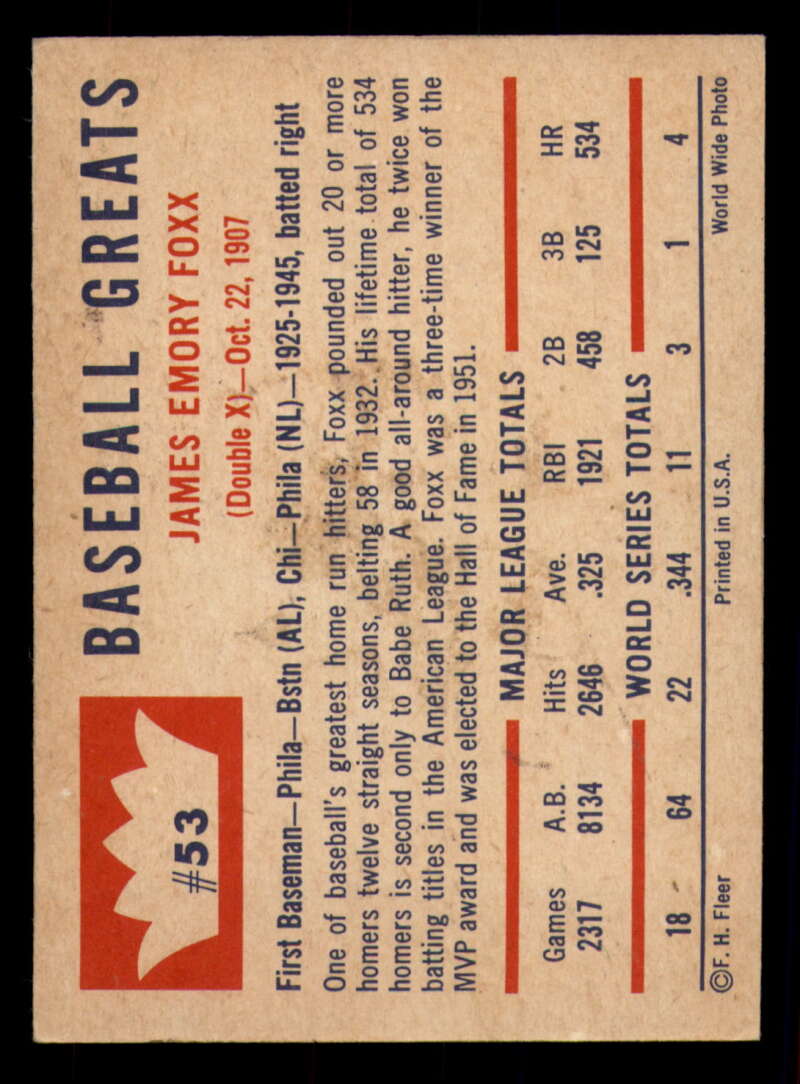 #53
BASEBALL GREATS
JAMES EMORY FOXX
(Double X)—Oct. 22, 1907
First Baseman—Phila—Bstn (AL), Chi—Phila (NL)—1925-1945, batted right
One of baseball's greatest home run hitters, Foxx pounded out 20 or more
homers twelve straight seasons, belting 58 in 1932. His lifetime total of 534
homers is second only to Babe Ruth. A good all-around hitter, he twice won
batting titles in the American League. Foxx was a three-time winner of the
MVP award and was elected to the Hall of Fame in 1951.
MAJOR LEAGUE TOTALS
Games A.B. Hits Ave. RBI 2B 3B HR
2317 8134 2646 .325 1921 458 125 534
WORLD SERIES TOTALS
18 64 22 .344 11 3 1 4
©F. H. Fleer Printed in U.S.A. World Wide Photo